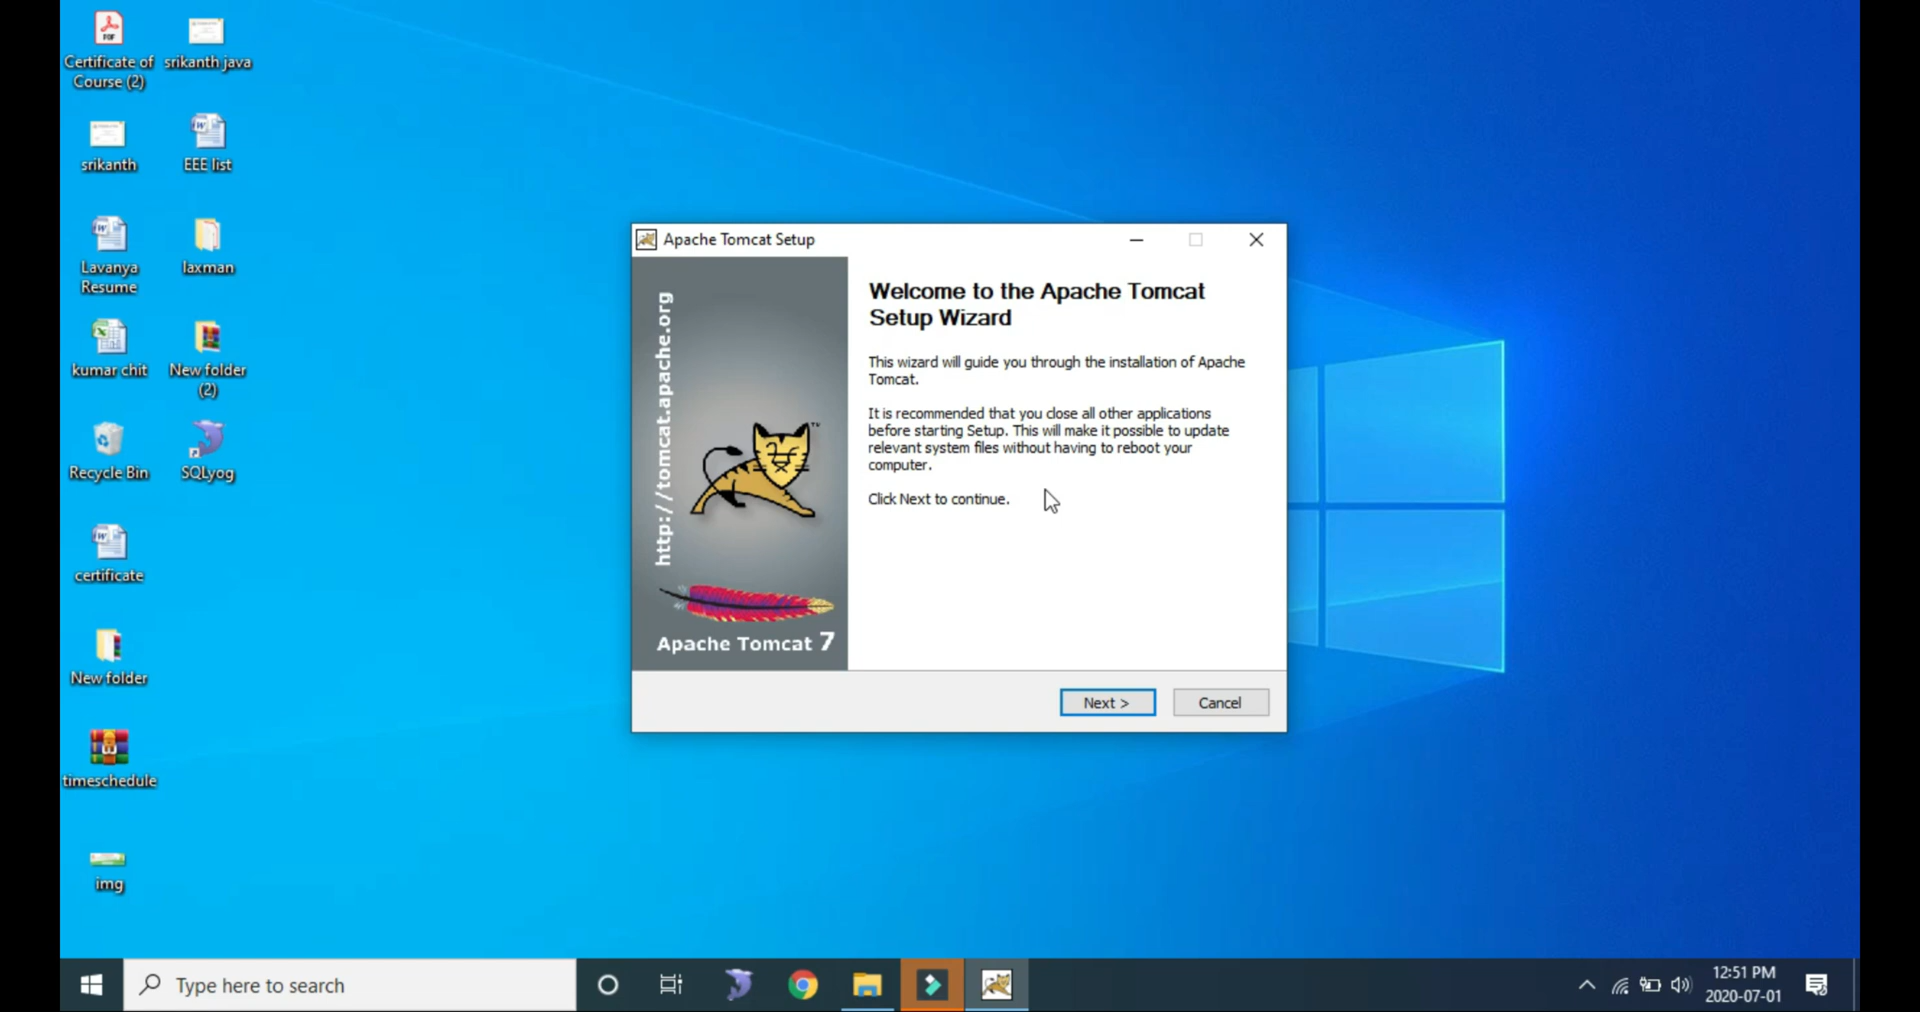 Certificate of
Course (2)
srikanth java
srikanth
EEE list
Lavanya
Resume
laxman
kumar chit
New folder
(2)
Recycle Bin
SQLyog
certificate
New folder
timeschedule
img
Apache Tomcat Setup
http://tomcat.apache.org
TM
Apache Tomcat 7
Welcome to the Apache Tomcat
Setup Wizard
This wizard will guide you through the installation of Apache
Tomcat.
It is recommended that you close all other applications
before starting Setup. This will make it possible to update
relevant system files without having to reboot your
computer.
Click Next to continue.
Next >
Cancel
Type here to search
12:51 PM
2020-07-01